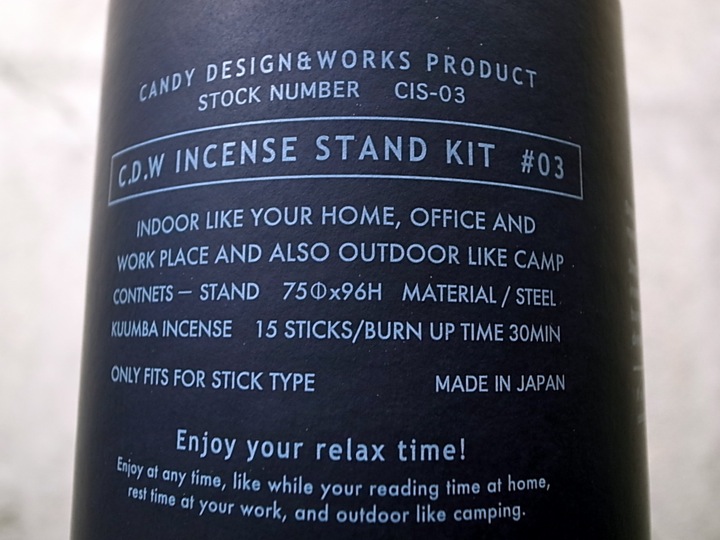 CANDY DESIGN&WORKS PRODUCT
STOCK NUMBER CIS-03
C.D.W INCENSE STAND KIT #03
INDOOR LIKE YOUR HOME, OFFICE AND
WORK PLACE AND ALSO OUTDOOR LIKE CAMP
CONTNETS — STAND 75Φx96H MATERIAL / STEEL
KUUMBA INCENSE 15 STICKS/BURN UP TIME 30MIN
ONLY FITS FOR STICK TYPE MADE IN JAPAN
Enjoy your relax time!
Enjoy at any time, like while your reading time at home,
rest time at your work, and outdoor like camping.